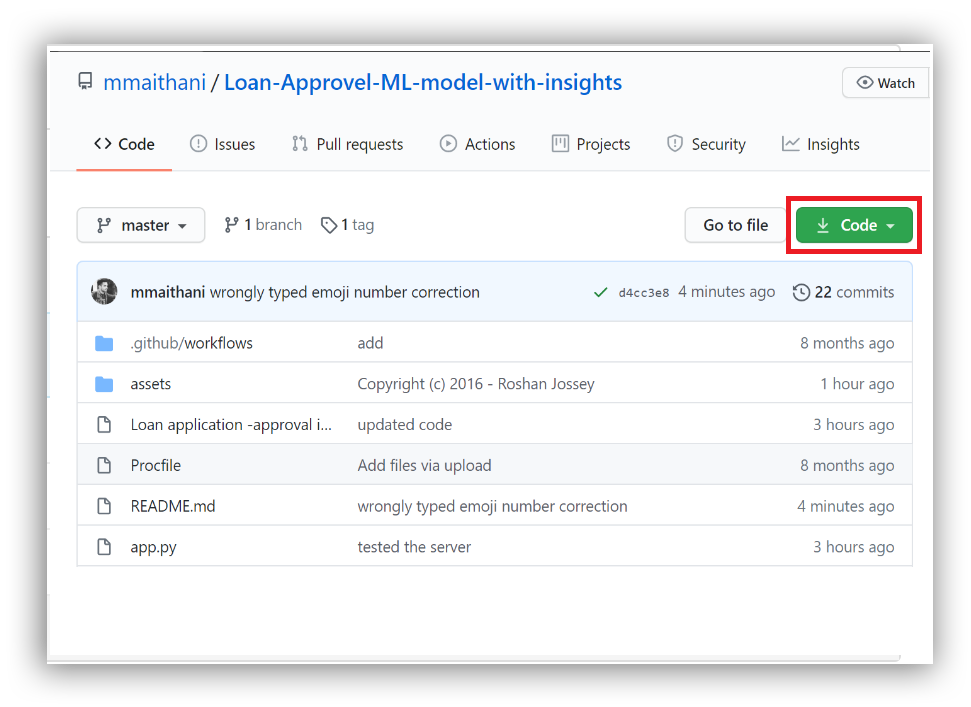 mmaithani / Loan-Approvel-ML-model-with-insights Watch
Code Issues Pull requests Actions Projects Security Insights
master 1 branch 1 tag Go to file Code
mmaithani wrongly typed emoji number correction d4cc3e8 4 minutes ago 22 commits
.github/workflows add 8 months ago
assets Copyright (c) 2016 - Roshan Jossey 1 hour ago
Loan application -approval i... updated code 3 hours ago
Procfile Add files via upload 8 months ago
README.md wrongly typed emoji number correction 4 minutes ago
app.py tested the server 3 hours ago